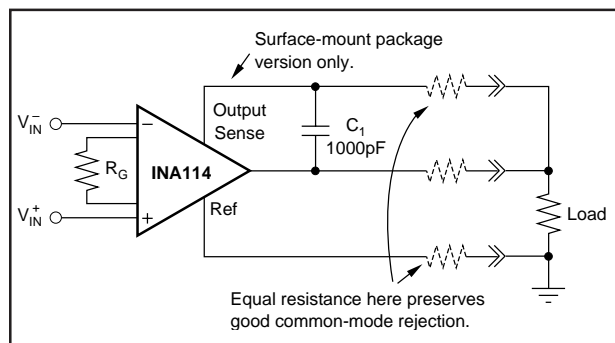 Surface-mount package
version only.
Output
Sense
C₁
1000pF
V⁻IN
−
R_G
INA114
V⁺IN
+
Ref
Load
Equal resistance here preserves
good common-mode rejection.